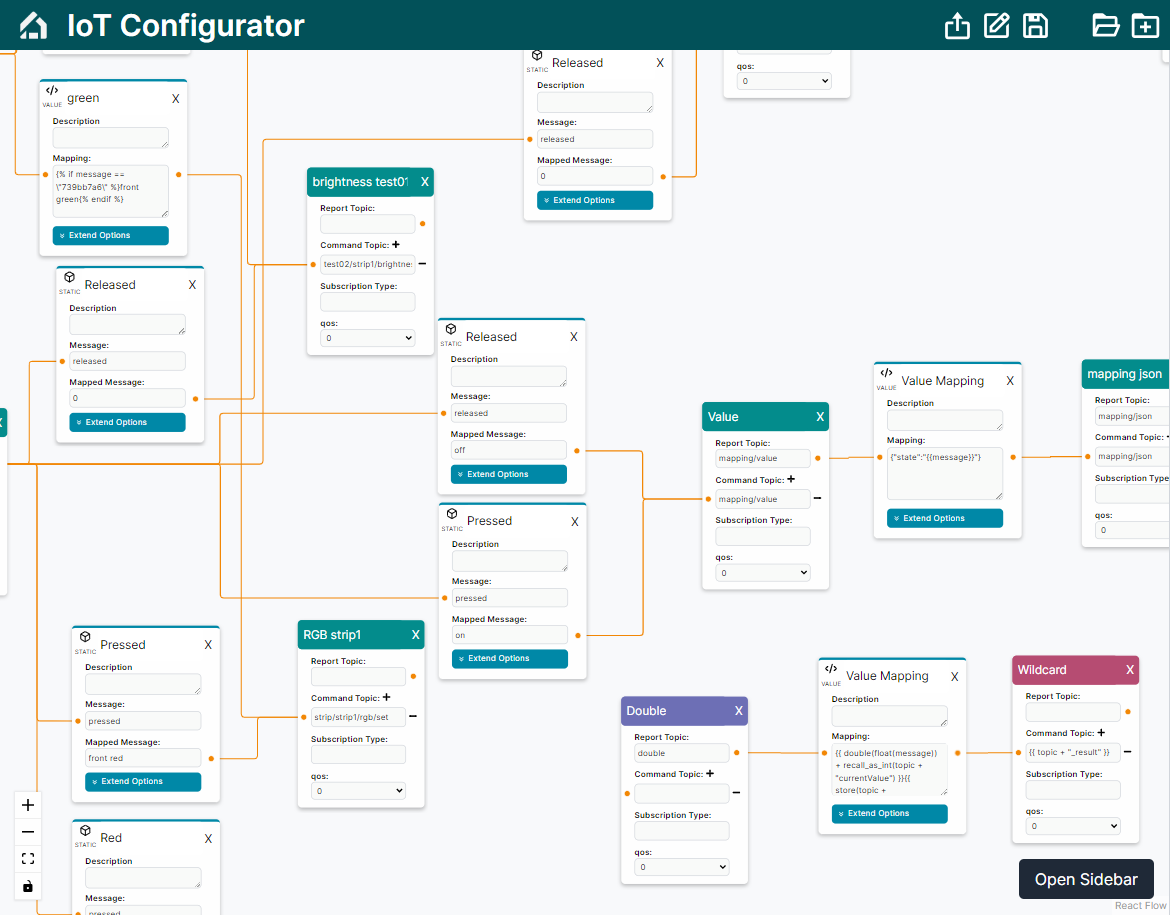 IoT Configurator
qos:
0
STATIC
Released
X
Description
Message:
released
Mapped Message:
0
Extend Options
VALUE
green
X
Description
Mapping:
{% if message ==
\"739bb7a6\" %}front
green{% endif %}
Extend Options
brightness test01
X
Report Topic:
Command Topic:
test02/strip1/brightne
Subscription Type:
qos:
0
STATIC
Released
X
Description
Message:
released
Mapped Message:
0
Extend Options
STATIC
Released
X
Description
Message:
released
Mapped Message:
off
Extend Options
Value
X
Report Topic:
mapping/value
Command Topic:
mapping/value
Subscription Type:
qos:
0
VALUE
Value Mapping
X
Description
Mapping:
{"state":"{{message}}"}
Extend Options
mapping json
Report Topic:
mapping/json
Command Topic:
mapping/json
Subscription Type
qos:
0
STATIC
Pressed
X
Description
Message:
pressed
Mapped Message:
on
Extend Options
STATIC
Pressed
X
Description
Message:
pressed
Mapped Message:
front red
Extend Options
RGB strip1
X
Report Topic:
Command Topic:
strip/strip1/rgb/set
Subscription Type:
qos:
0
Double
X
Report Topic:
double
Command Topic:
Subscription Type:
qos:
0
VALUE
Value Mapping
X
Description
Mapping:
{{ double(float(message))
+ recall_as_int(topic +
"currentValue") }}{{
store(topic +
Extend Options
Wildcard
X
Report Topic:
Command Topic:
{{ topic + "_result" }}
Subscription Type:
qos:
0
STATIC
Red
X
Description
Message:
pressed
Open Sidebar
React Flow